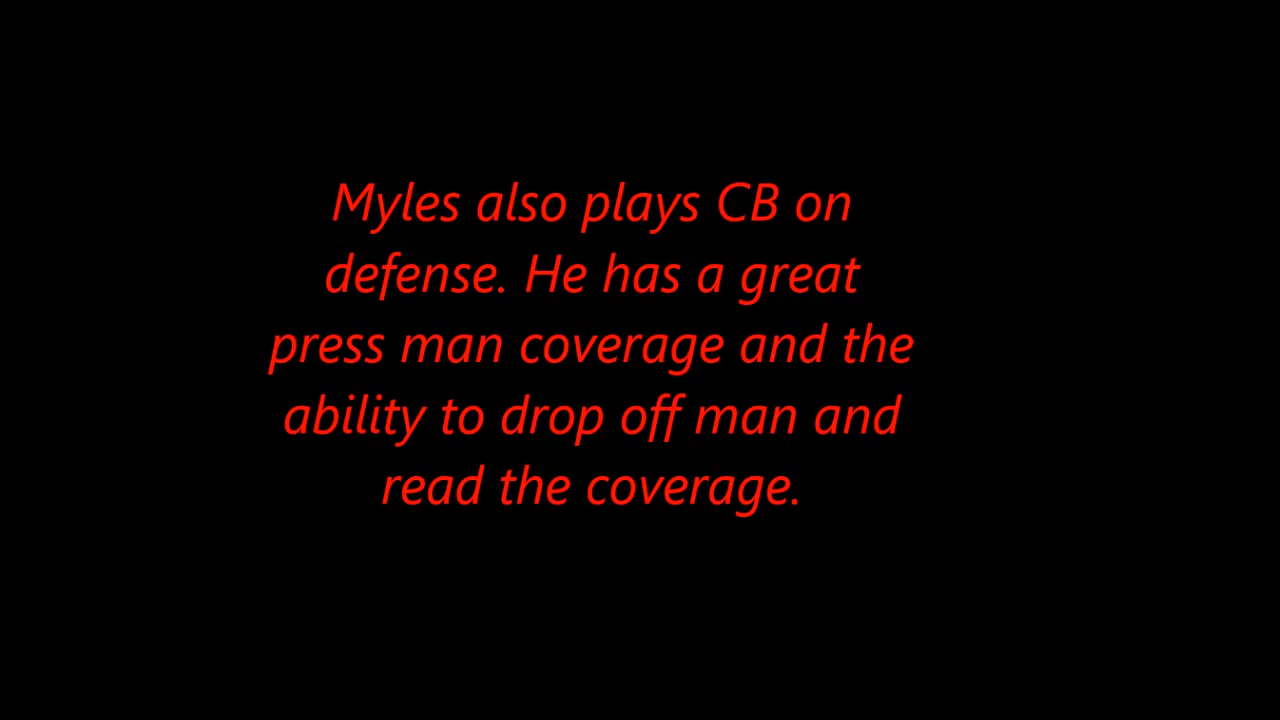 Myles also plays CB on
defense. He has a great
press man coverage and the
ability to drop off man and
read the coverage.